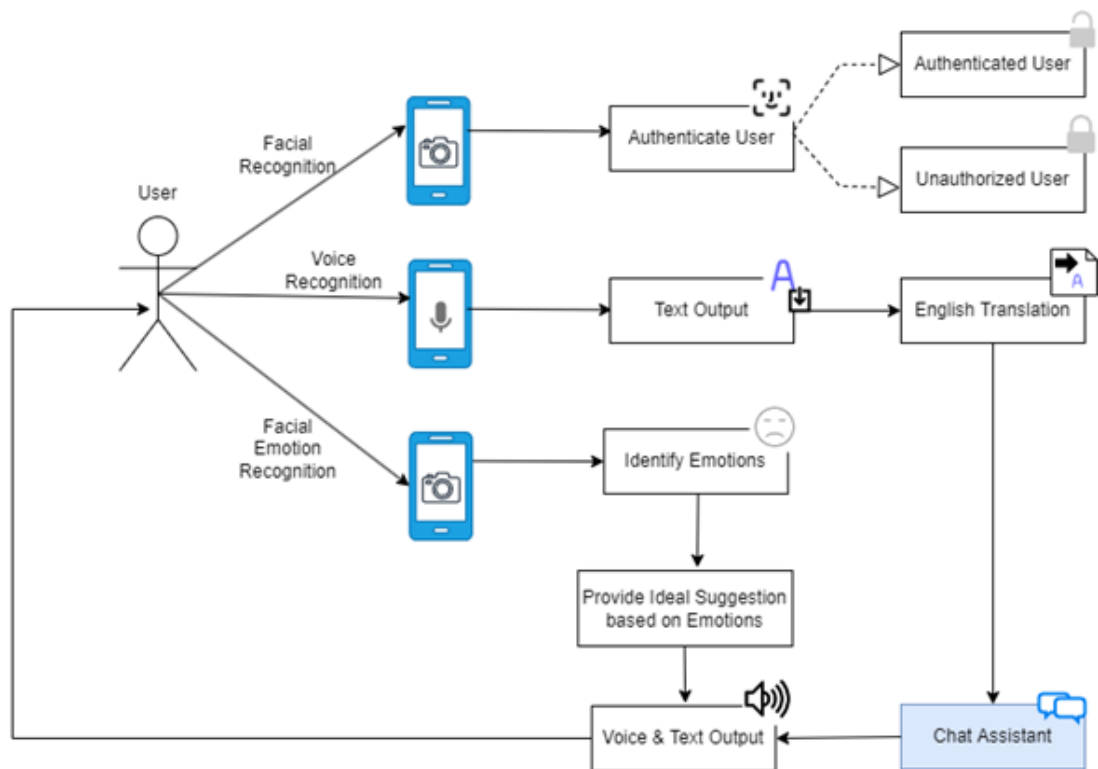 Authenticated User
Facial
Recognition
Authenticate User
Unauthorized User
User
Voice
Recognition
A
Text Output
A
English Translation
Facial
Emotion
Recognition
Identify Emotions
Provide Ideal Suggestion
based on Emotions
Voice & Text Output
Chat Assistant